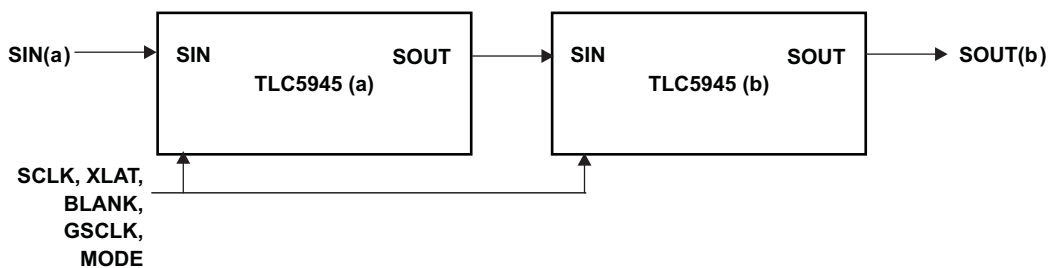 SIN(a)
SIN
SOUT
TLC5945 (a)
SIN
SOUT
TLC5945 (b)
SOUT(b)
SCLK, XLAT,
BLANK,
GSCLK,
MODE